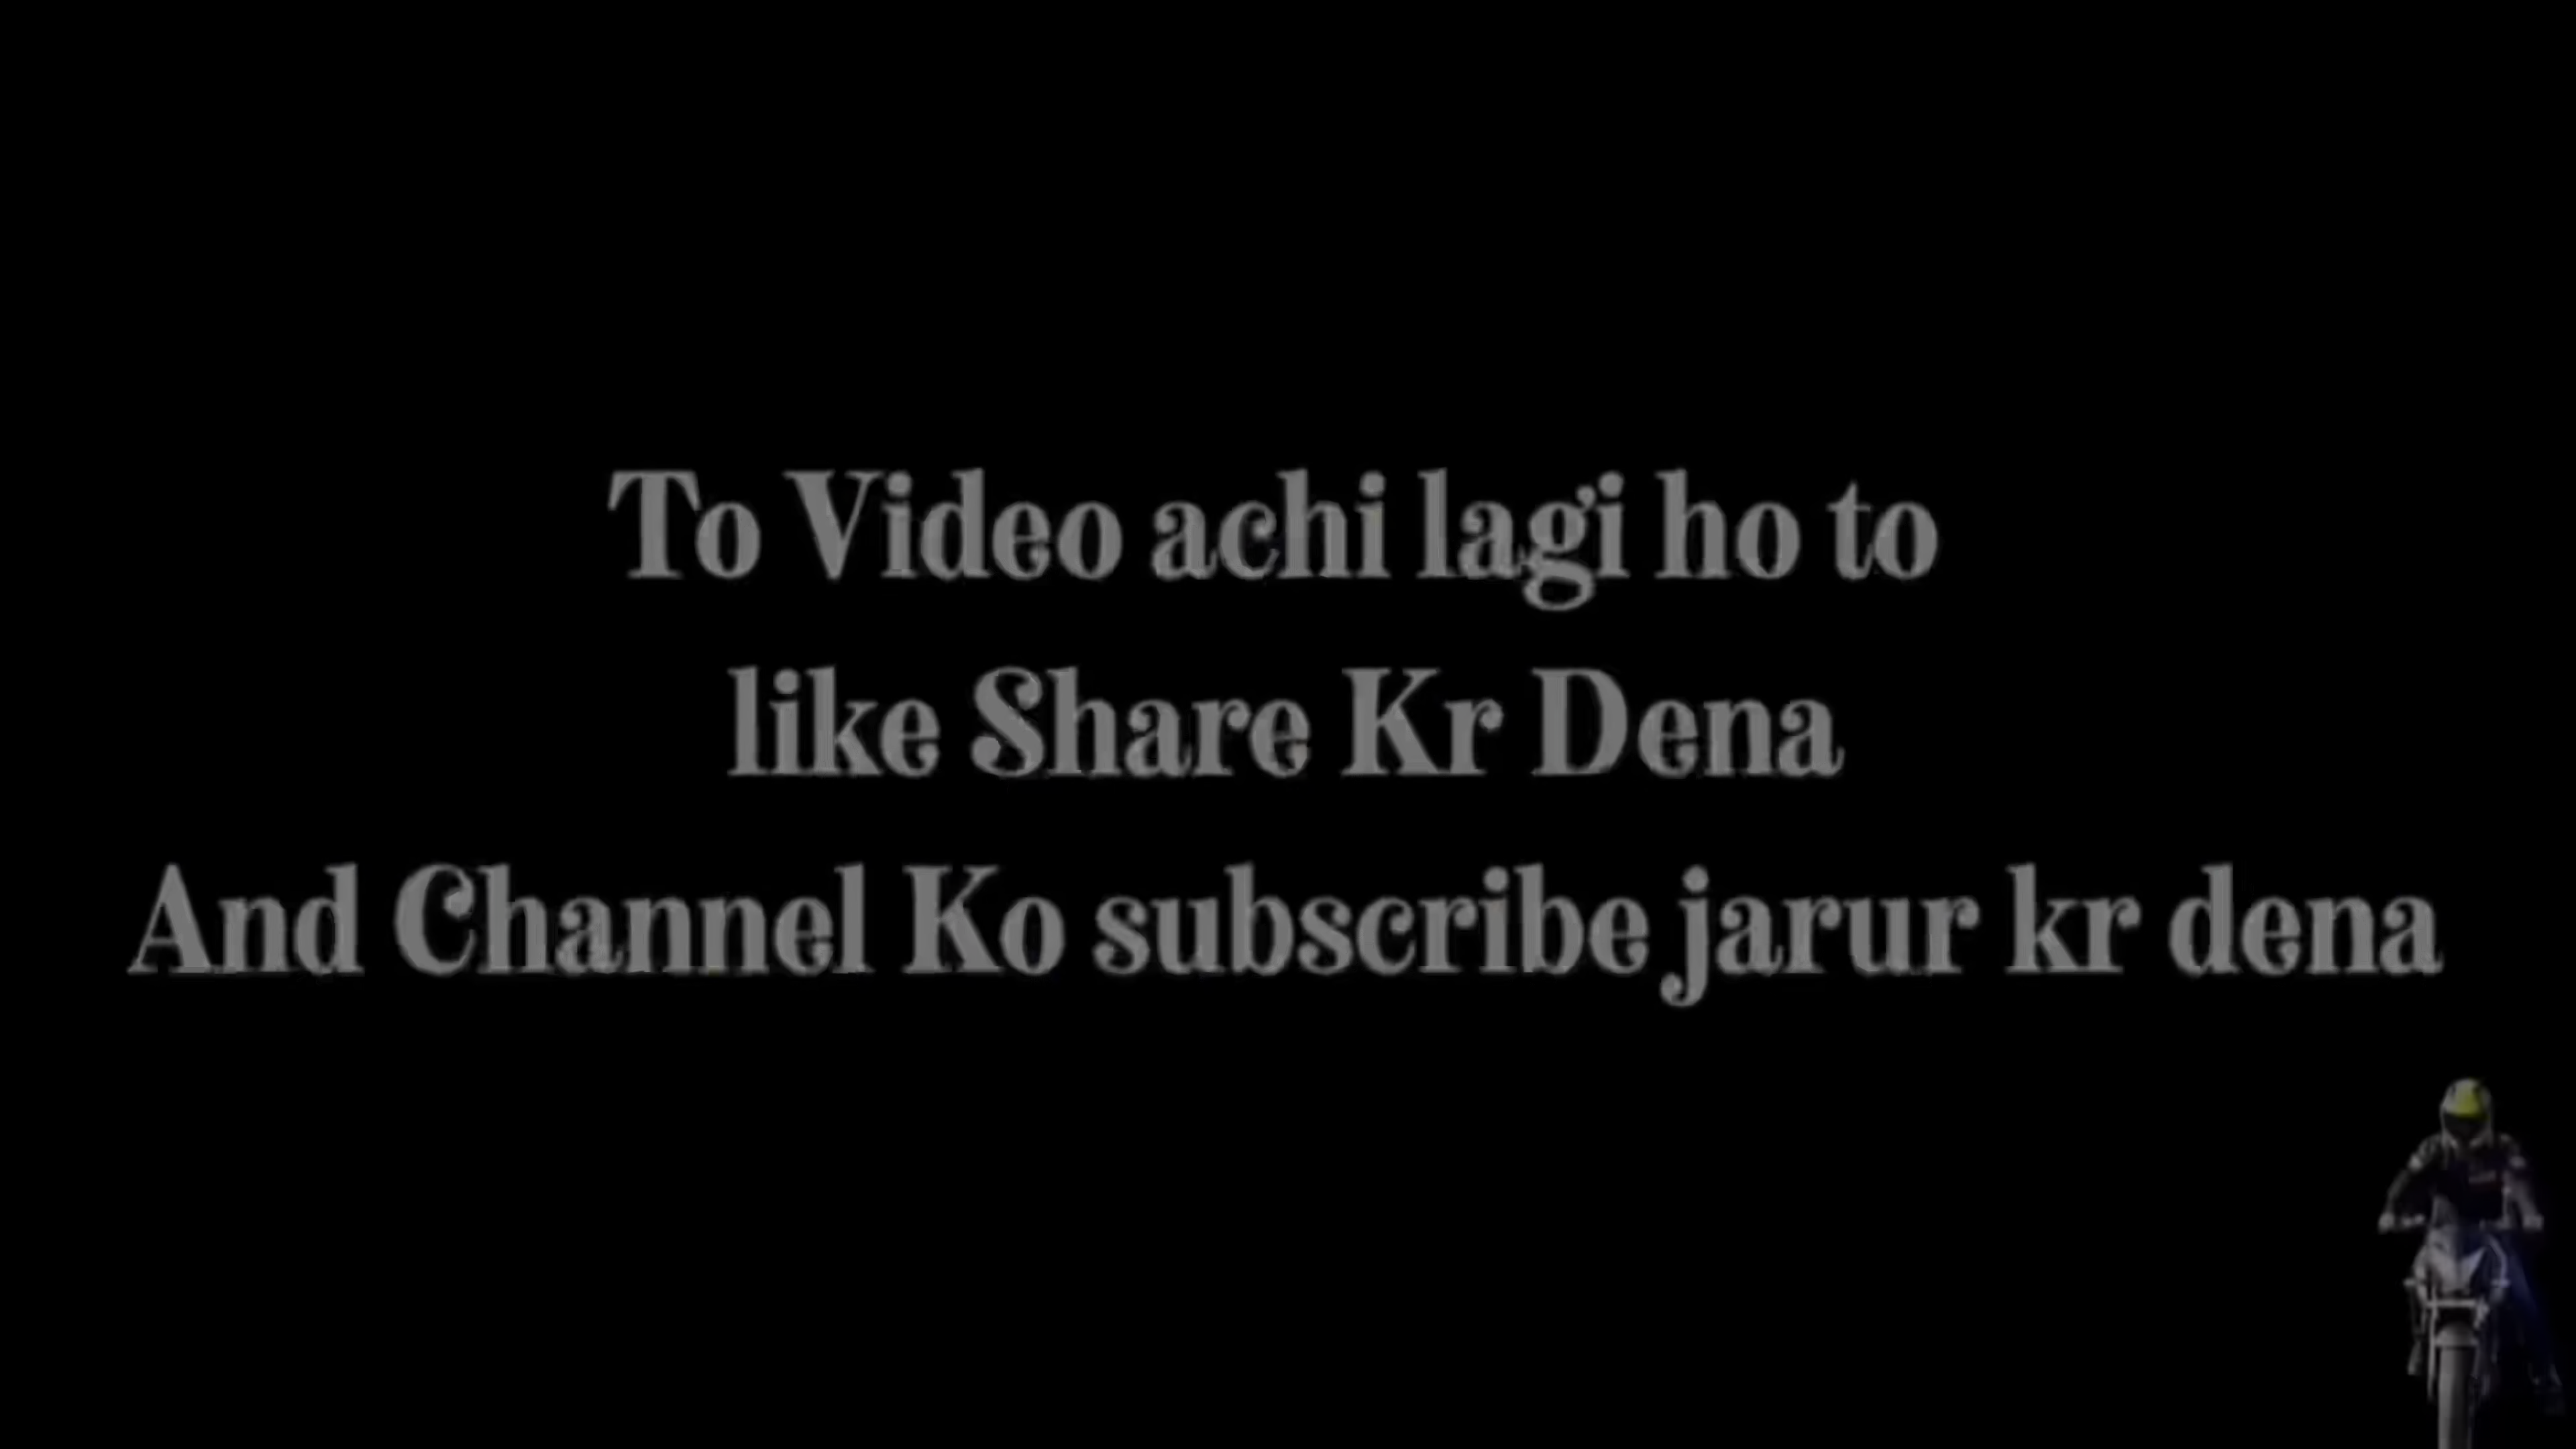 To Video achi lagi ho to
like Share Kr Dena
And Channel Ko subscribe jarur kr dena